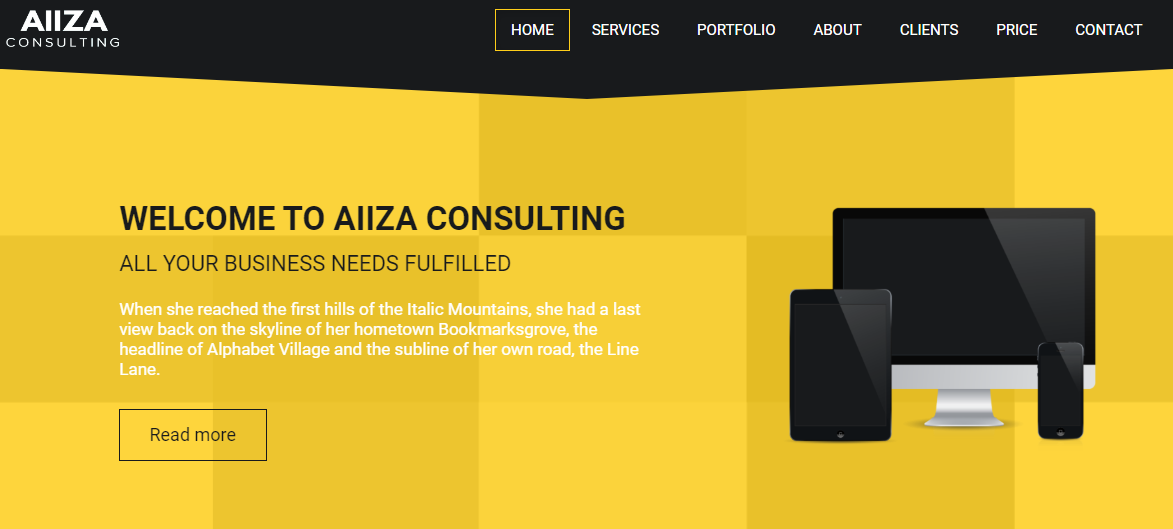 AIIZA
CONSULTING
HOME SERVICES PORTFOLIO ABOUT CLIENTS PRICE CONTACT
WELCOME TO AIIZA CONSULTING
ALL YOUR BUSINESS NEEDS FULFILLED
When she reached the first hills of the Italic Mountains, she had a last
view back on the skyline of her hometown Bookmarksgrove, the
headline of Alphabet Village and the subline of her own road, the Line
Lane.
Read more